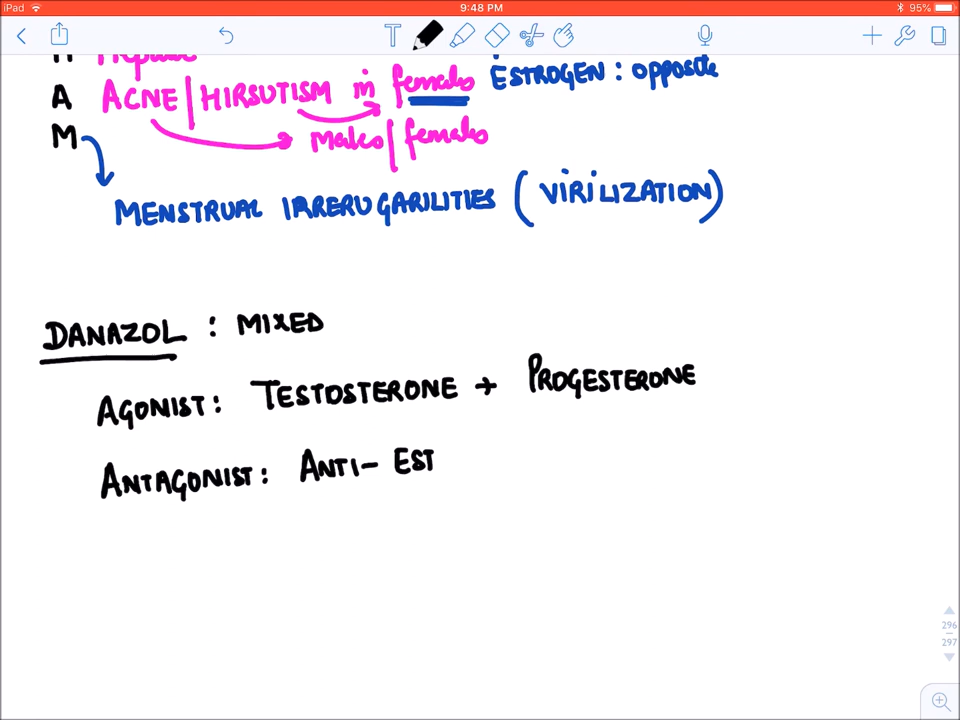 iPad 9:48 PM 95%
T
ESTROGEN : opposite
A ACNE | HIRSUTISM in females
M Males | females
MENSTRUAL IRRERUGARILITIES ( VIRILIZATION )
DANAZOL : MIXED
AGONIST : TESTOSTERONE + PROGESTERONE
ANTAGONIST : ANTI- EST
296
297